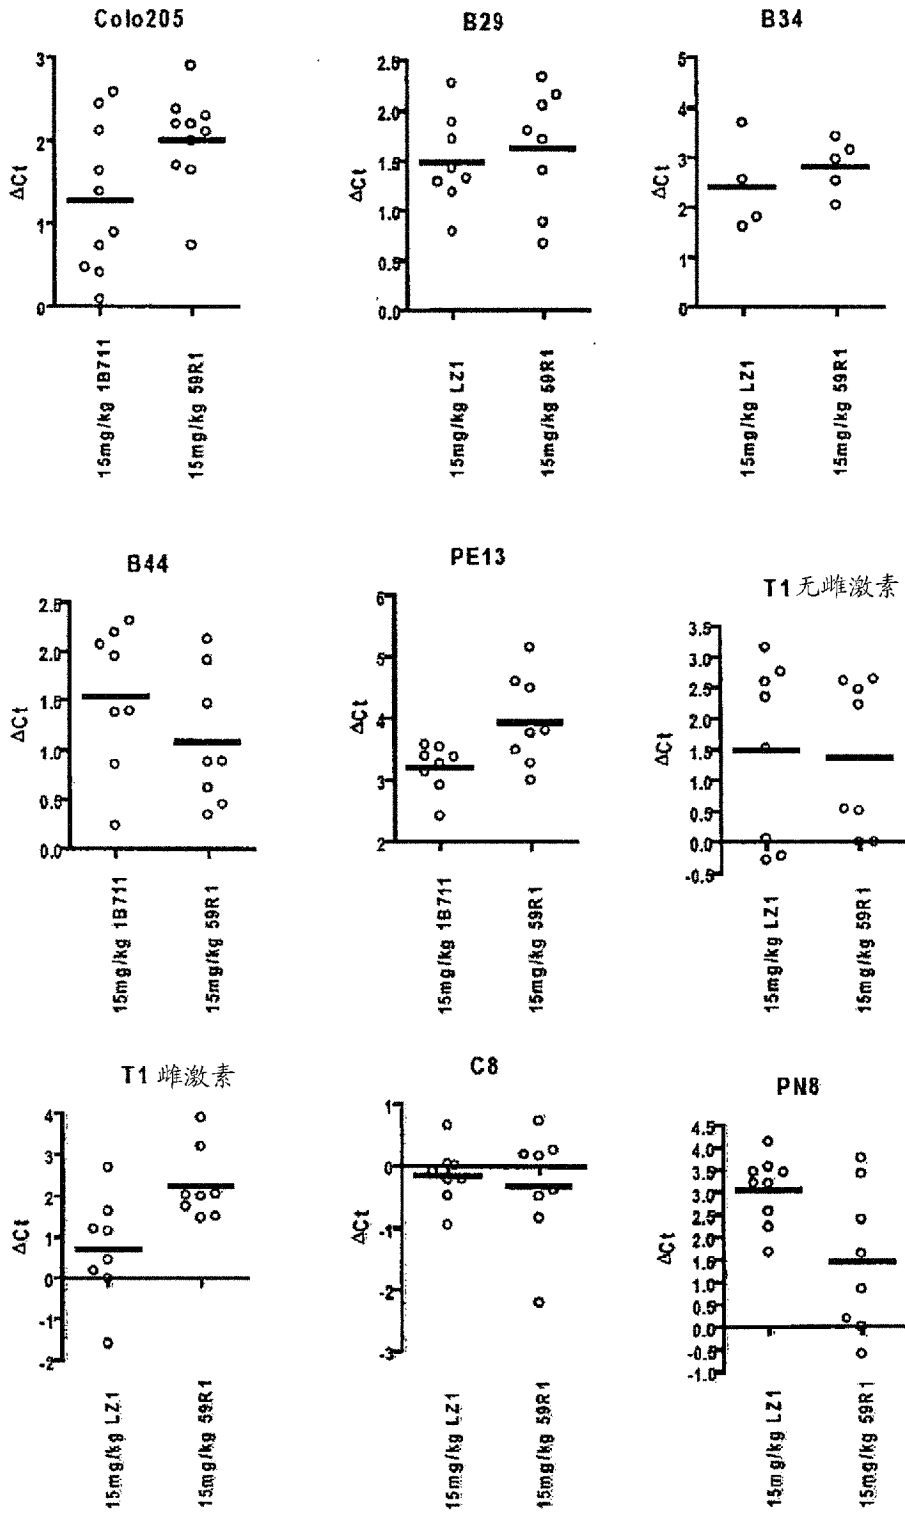 Colo205
3
2
1
0
ΔCt
15mg/kg 1B711
15mg/kg 59R1
B29
2.5
2.0
1.5
1.0
0.5
0.0
ΔCt
15mg/kg LZ1
15mg/kg 59R1
B34
5
4
3
2
1
0
ΔCt
15mg/kg LZ1
15mg/kg 59R1
B44
2.5
2.0
1.5
1.0
0.5
0.0
ΔCt
15mg/kg 1B711
15mg/kg 59R1
PE13
6
5
4
3
2
ΔCt
15mg/kg 1B711
15mg/kg 59R1
T1 无雌激素
3.5
3.0
2.5
2.0
1.5
1.0
0.5
0.0
-0.5
ΔCt
15mg/kg LZ1
15mg/kg 59R1
T1 雌激素
4
3
2
1
0
-1
-2
ΔCt
15mg/kg LZ1
15mg/kg 59R1
C8
1
0
-1
-2
-3
ΔCt
15mg/kg LZ1
15mg/kg 59R1
PN8
4.5
4.0
3.5
3.0
2.5
2.0
1.5
1.0
0.5
0.0
-0.5
-1.0
ΔCt
15mg/kg LZ1
15mg/kg 59R1